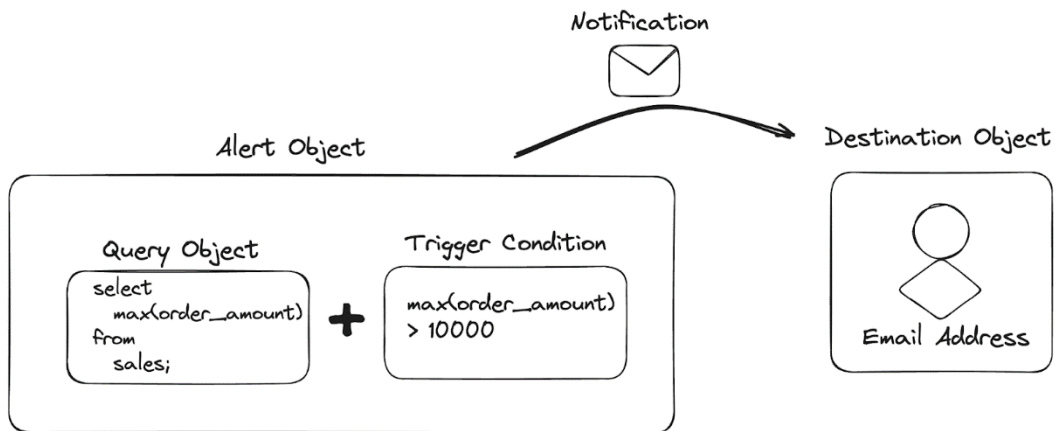 Notification
Alert Object
Destination Object
Query Object
select
max(order_amount)
from
sales;
+
Trigger Condition
max(order_amount)
> 10000
Email Address